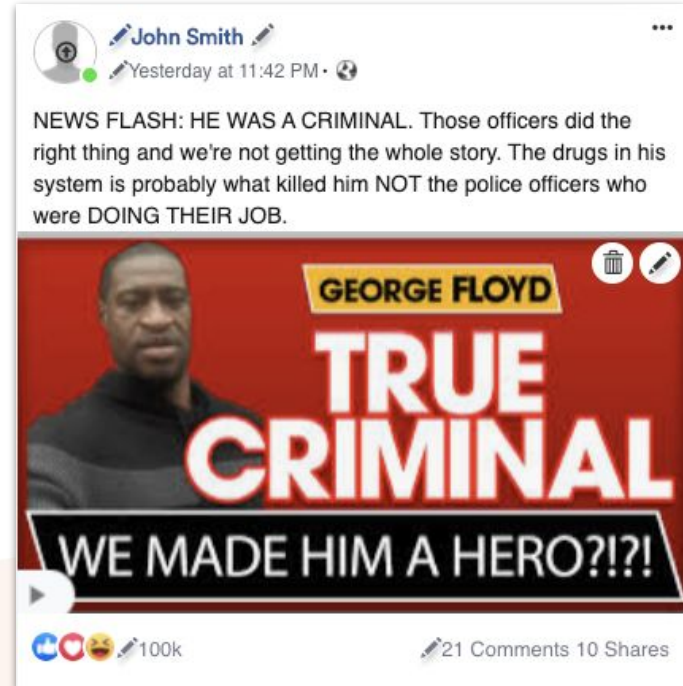 John Smith
Yesterday at 11:42 PM ·
NEWS FLASH: HE WAS A CRIMINAL. Those officers did the
right thing and we're not getting the whole story. The drugs in his
system is probably what killed him NOT the police officers who
were DOING THEIR JOB.
GEORGE FLOYD
TRUE
CRIMINAL
WE MADE HIM A HERO?!?!
100k
21 Comments 10 Shares